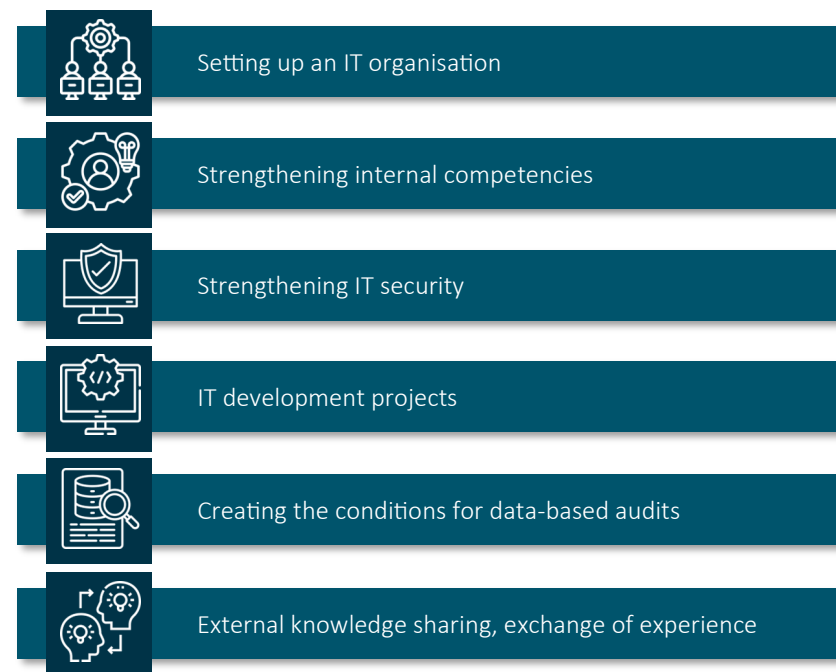 Setting up an IT organisation
Strengthening internal competencies
Strengthening IT security
IT development projects
Creating the conditions for data-based audits
External knowledge sharing, exchange of experience